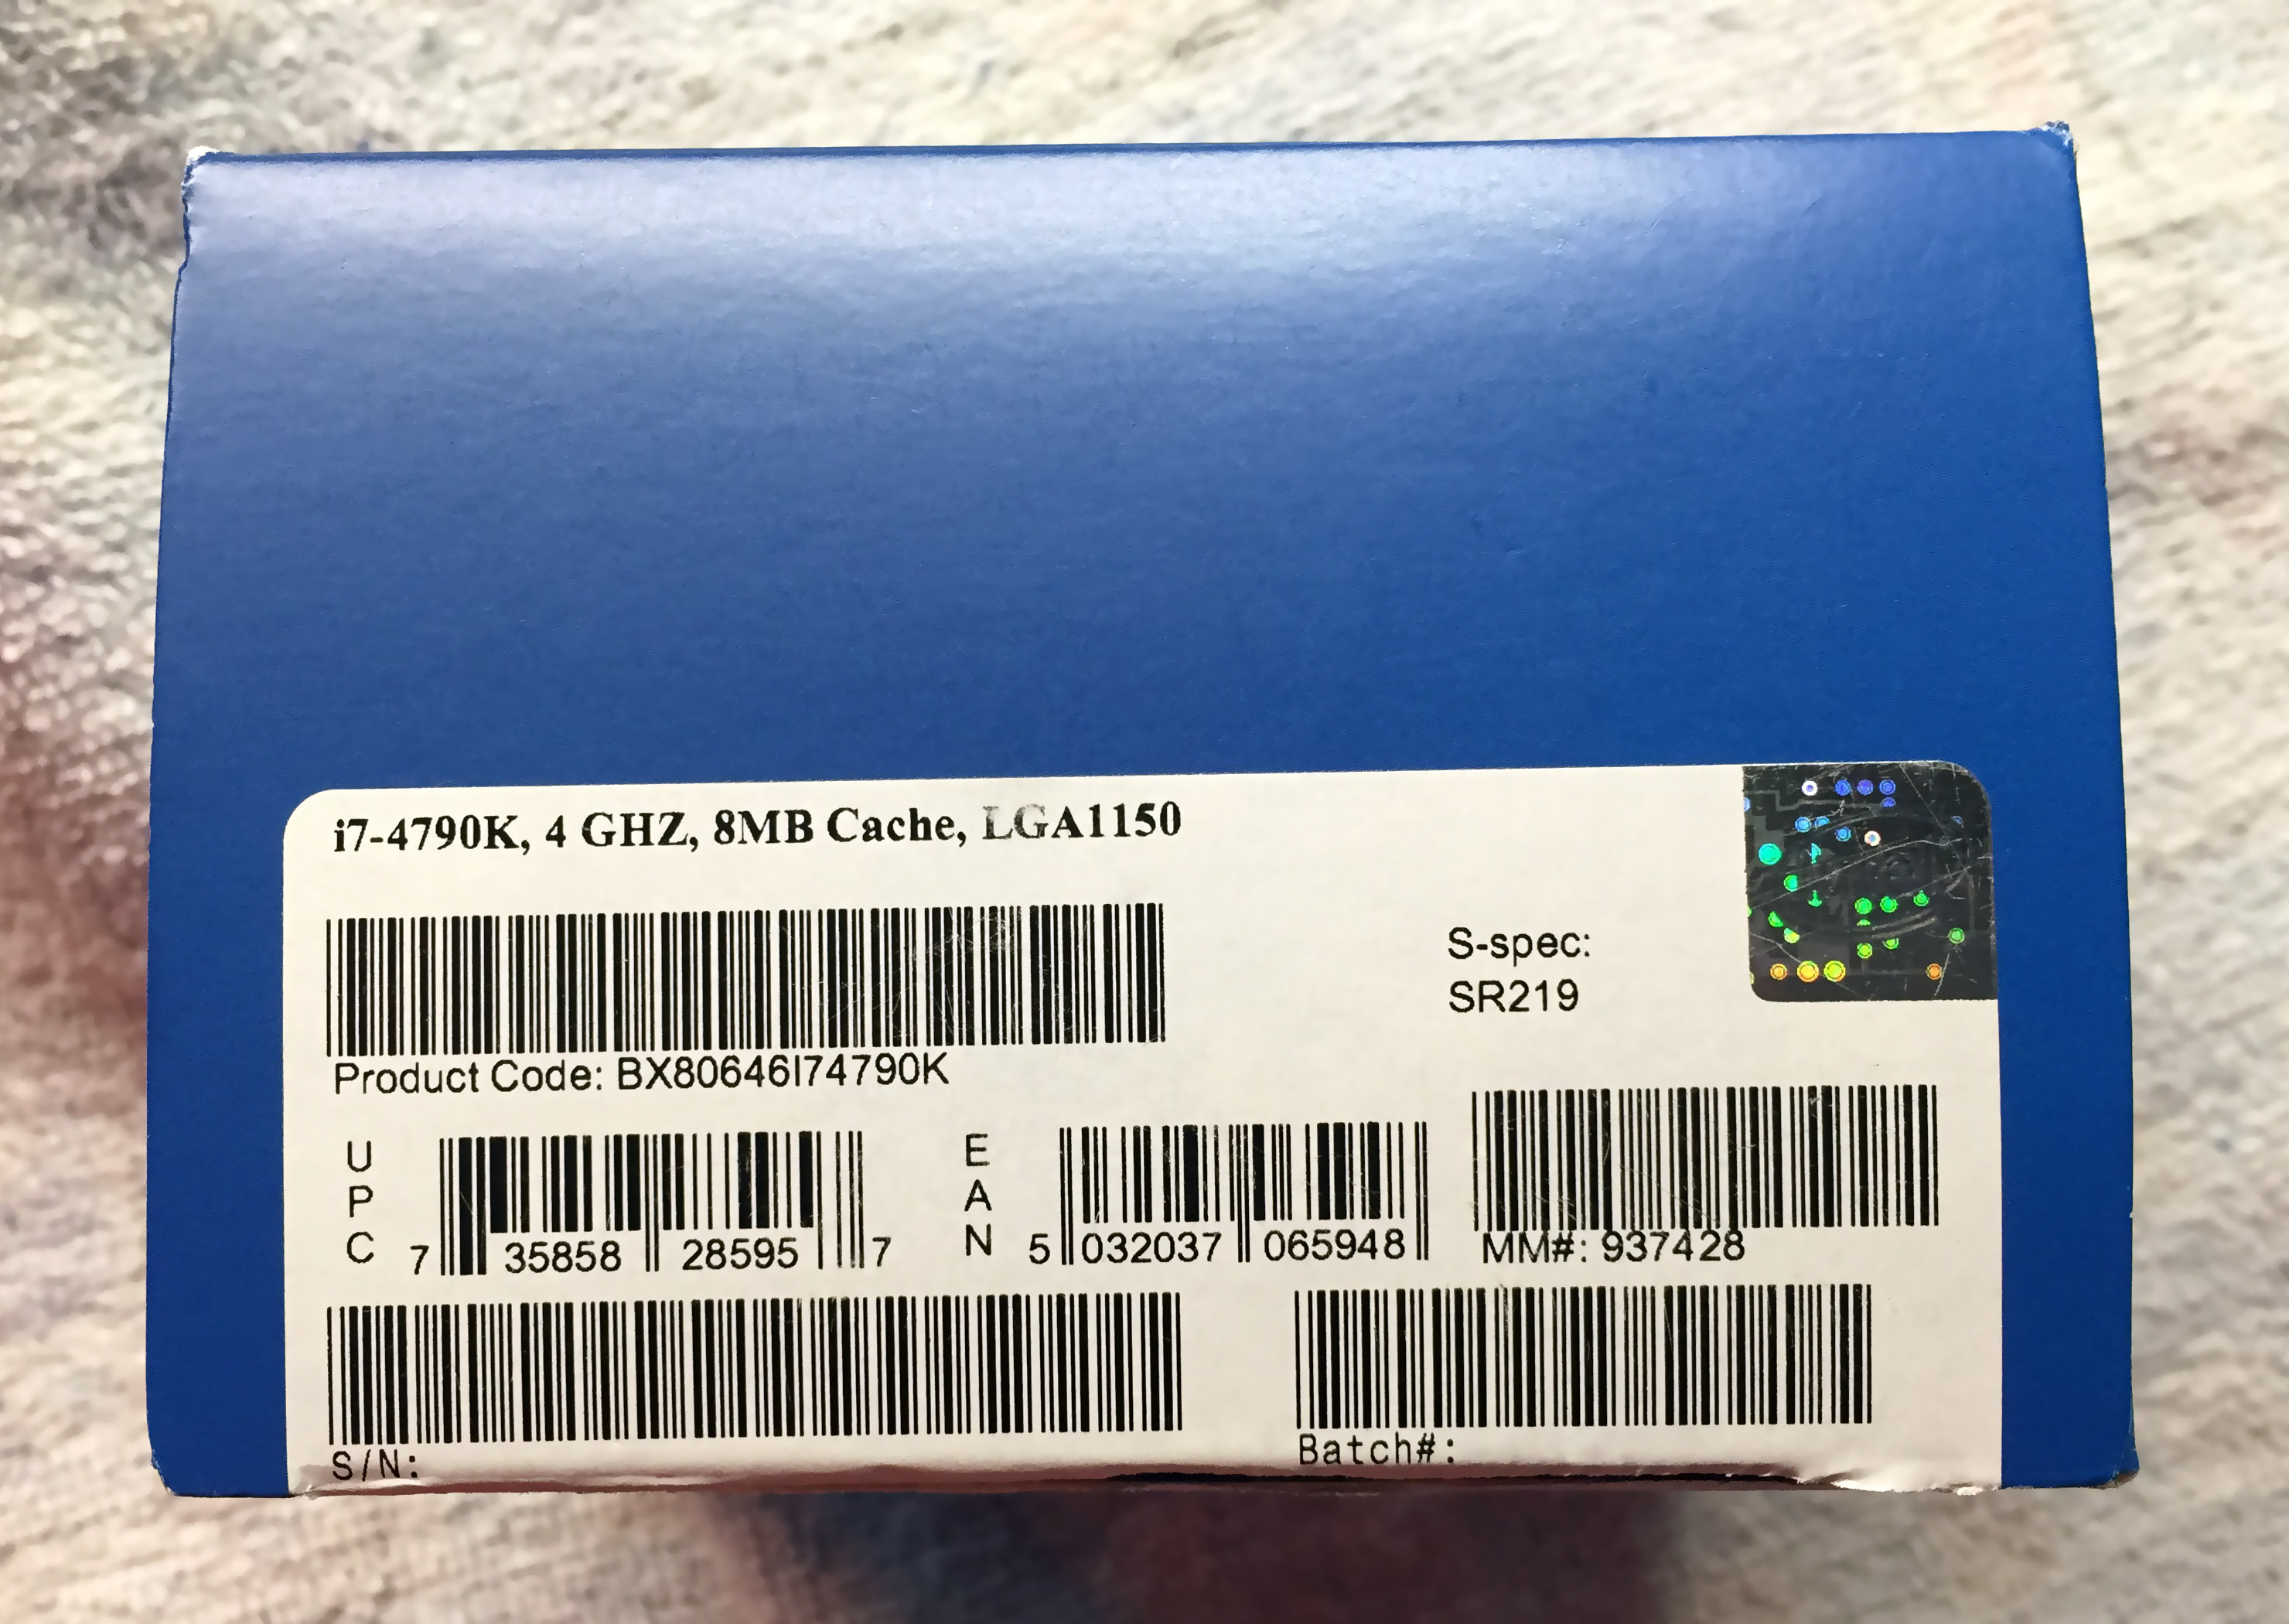 i7-4790K, 4 GHZ, 8MB Cache, LGA1150
S-spec:
SR219
Product Code: BX80646I74790K
UPC 7 35858 28595 7
EAN 5 032037 065948
MM#: 937428
S/N:
Batch#: